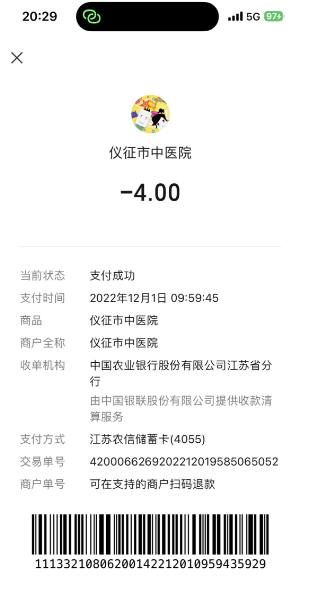 20:29
5G
97
仪征市中医院
-4.00
当前状态 支付成功
支付时间 2022年12月1日 09:59:45
商品 仪征市中医院
商户全称 仪征市中医院
收单机构 中国农业银行股份有限公司江苏省分
行
由中国银联股份有限公司提供收款清
算服务
支付方式 江苏农信储蓄卡(4055)
交易单号 4200066269202212019585065052
商户单号 可在支持的商户扫码退款
11133210806200142212010959435929